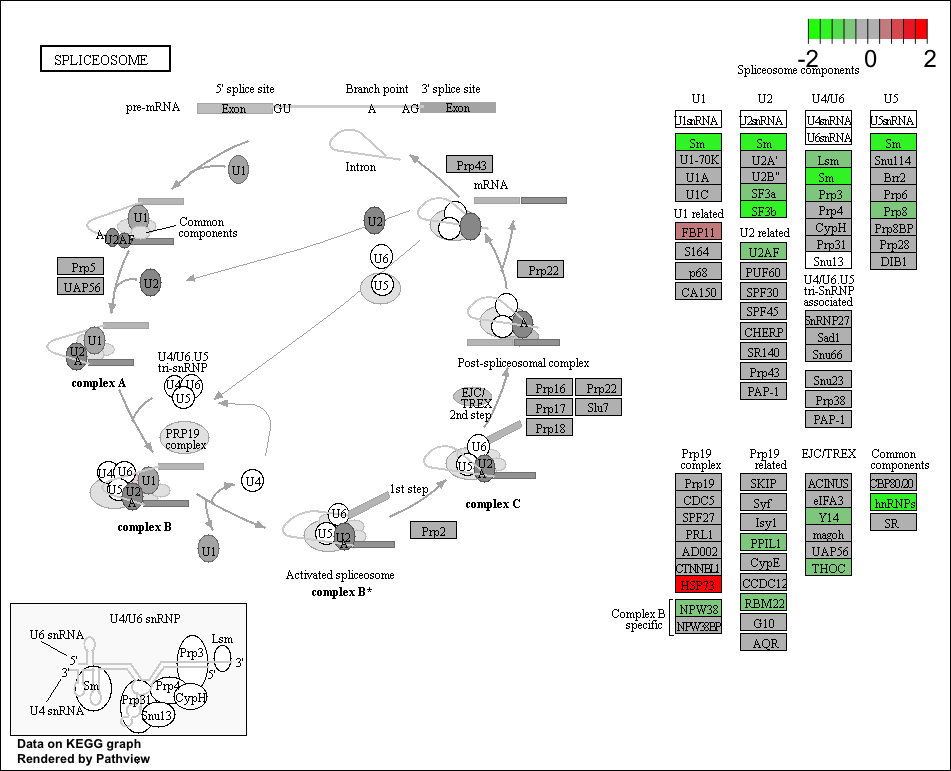 SPLICEOSOME
-2 0 2
Spliceosome components
5' splice site
Branch point
3' splice site
pre-mRNA
Exon
GU
A
AG
Exon
U1
Intron
Prp43
mRNA
U1
A
U2AF
Common
components
U2
U6
U5
Prp5
UAP56
U2
Prp22
A
Post-spliceosomal complex
U1
U2
A
complex A
U4/U6.U5
tri-snRNP
U4 U6
U5
PRP19
complex
EJC/
TREX
2nd step
Prp16
Prp22
Prp17
Slu7
Prp18
U4 U6
U5
U1
U2
A
complex B
U4
U1
1st step
U6
U5
U2
A
Prp2
Activated spliceosome
complex B*
U6
U5
U2
A
complex C
U1
U1snRNA
Sm
U1-70K
U1A
U1C
U1 related
FBP11
S164
p68
CA150
U2
U2snRNA
Sm
U2A'
U2B"
SF3a
SF3b
U2 related
U2AF
PUF60
SPF30
SPF45
CHERP
SR140
Prp43
PAP-1
U4/U6
U4snRNA
U6snRNA
Lsm
Sm
Prp3
Prp4
CypH
Prp31
Snu13
U4/U6.U5
tri-SnRNP
associated
SnRNP27
Sad1
Snu66
Snu23
Prp38
PAP-1
U5
U5snRNA
Sm
Snu114
Brr2
Prp6
Prp8
Prp8BP
Prp28
DIB1
Prp19
complex
Prp19
CDC5
SPF27
PRL1
AD002
CTNNBL1
HSP73
Complex B
specific
NPW38
NPW38BP
Prp19
related
SKIP
Syf
Isy1
PPIL1
CypE
CCDC12
RBM22
G10
AQR
EJC/TREX
ACINUS
eIFA3
Y14
magoh
UAP56
THOC
Common
components
CBP80/20
hnRNPs
SR
U4/U6 snRNP
U6 snRNA
5'
3'
U4 snRNA
Sm
Prp31
Prp4
Snu13
CypH
Prp3
Lsm
3'
5'
Data on KEGG graph
Rendered by Pathview